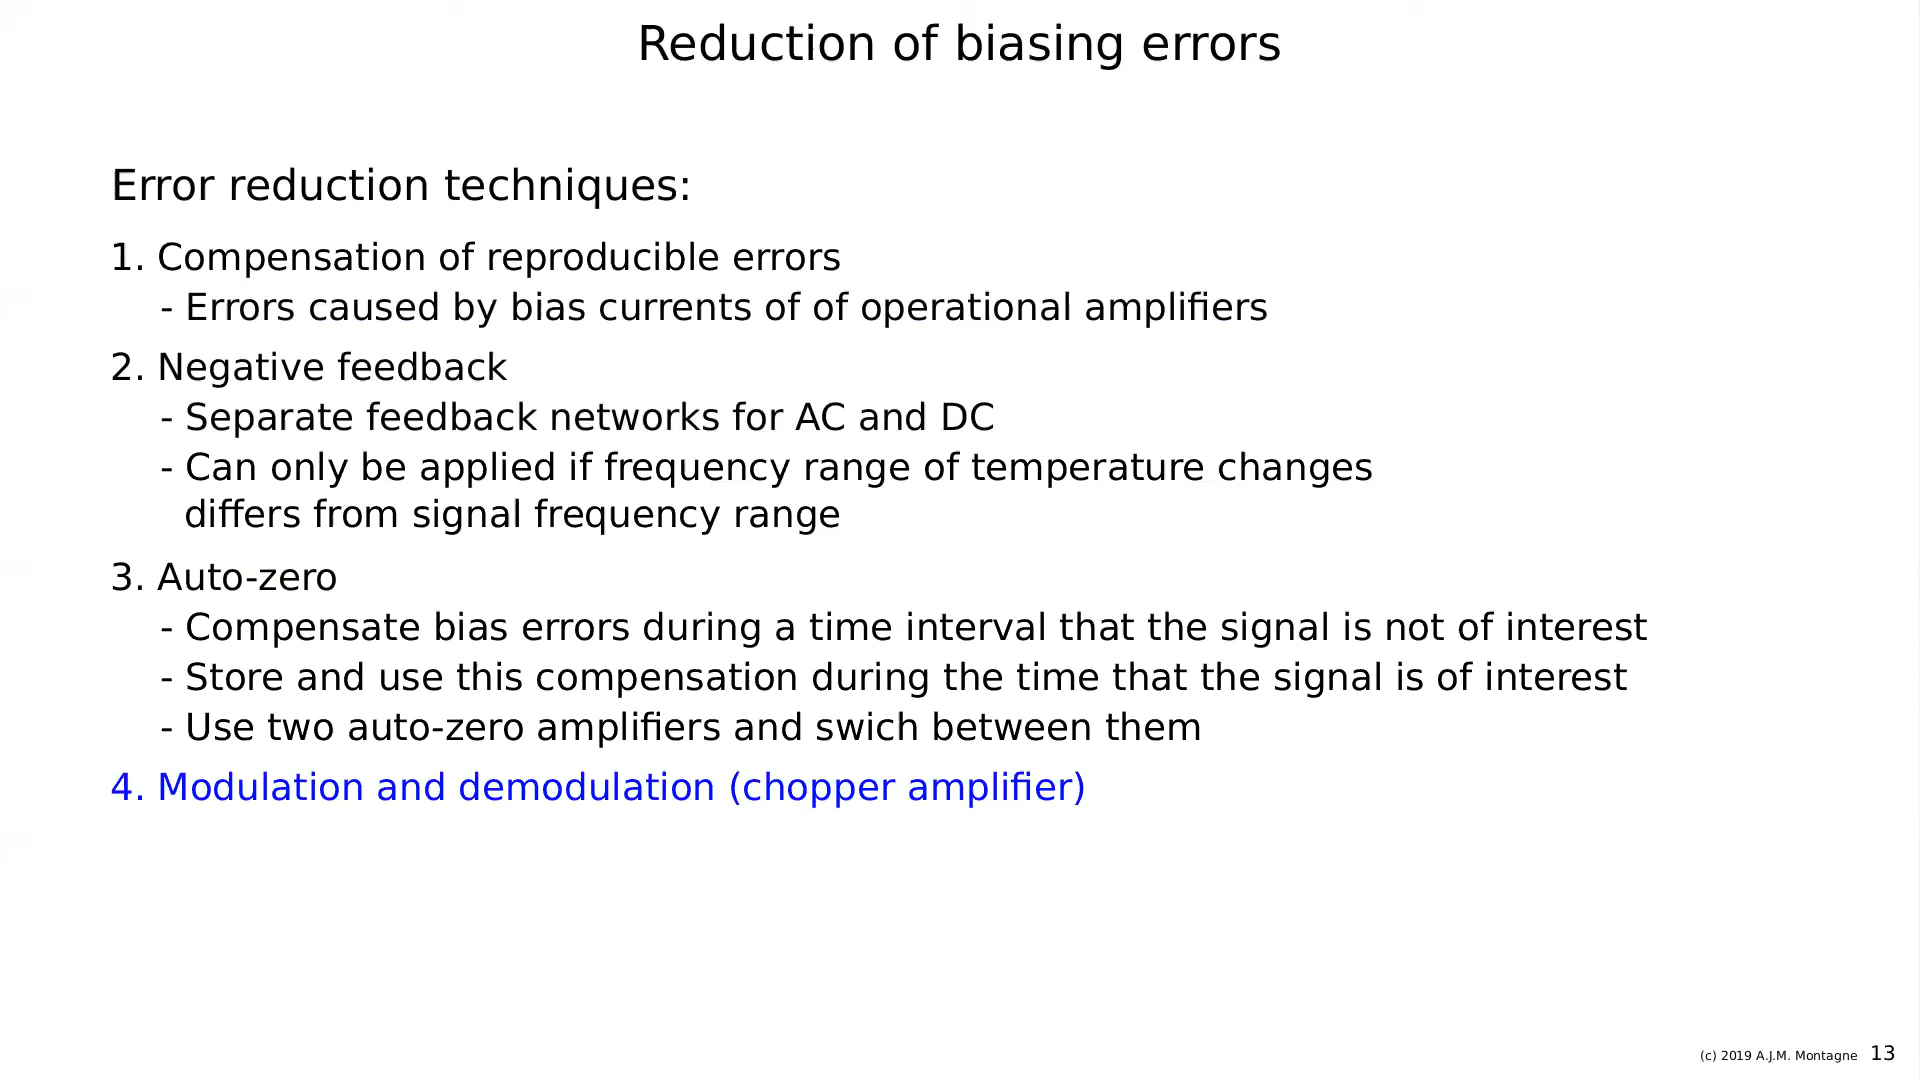 Reduction of biasing errors
Error reduction techniques:
1. Compensation of reproducible errors
- Errors caused by bias currents of of operational amplifiers
2. Negative feedback
- Separate feedback networks for AC and DC
- Can only be applied if frequency range of temperature changes
differs from signal frequency range
3. Auto-zero
- Compensate bias errors during a time interval that the signal is not of interest
- Store and use this compensation during the time that the signal is of interest
- Use two auto-zero amplifiers and swich between them
4. Modulation and demodulation (chopper amplifier)
(c) 2019 A.J.M. Montagne 13